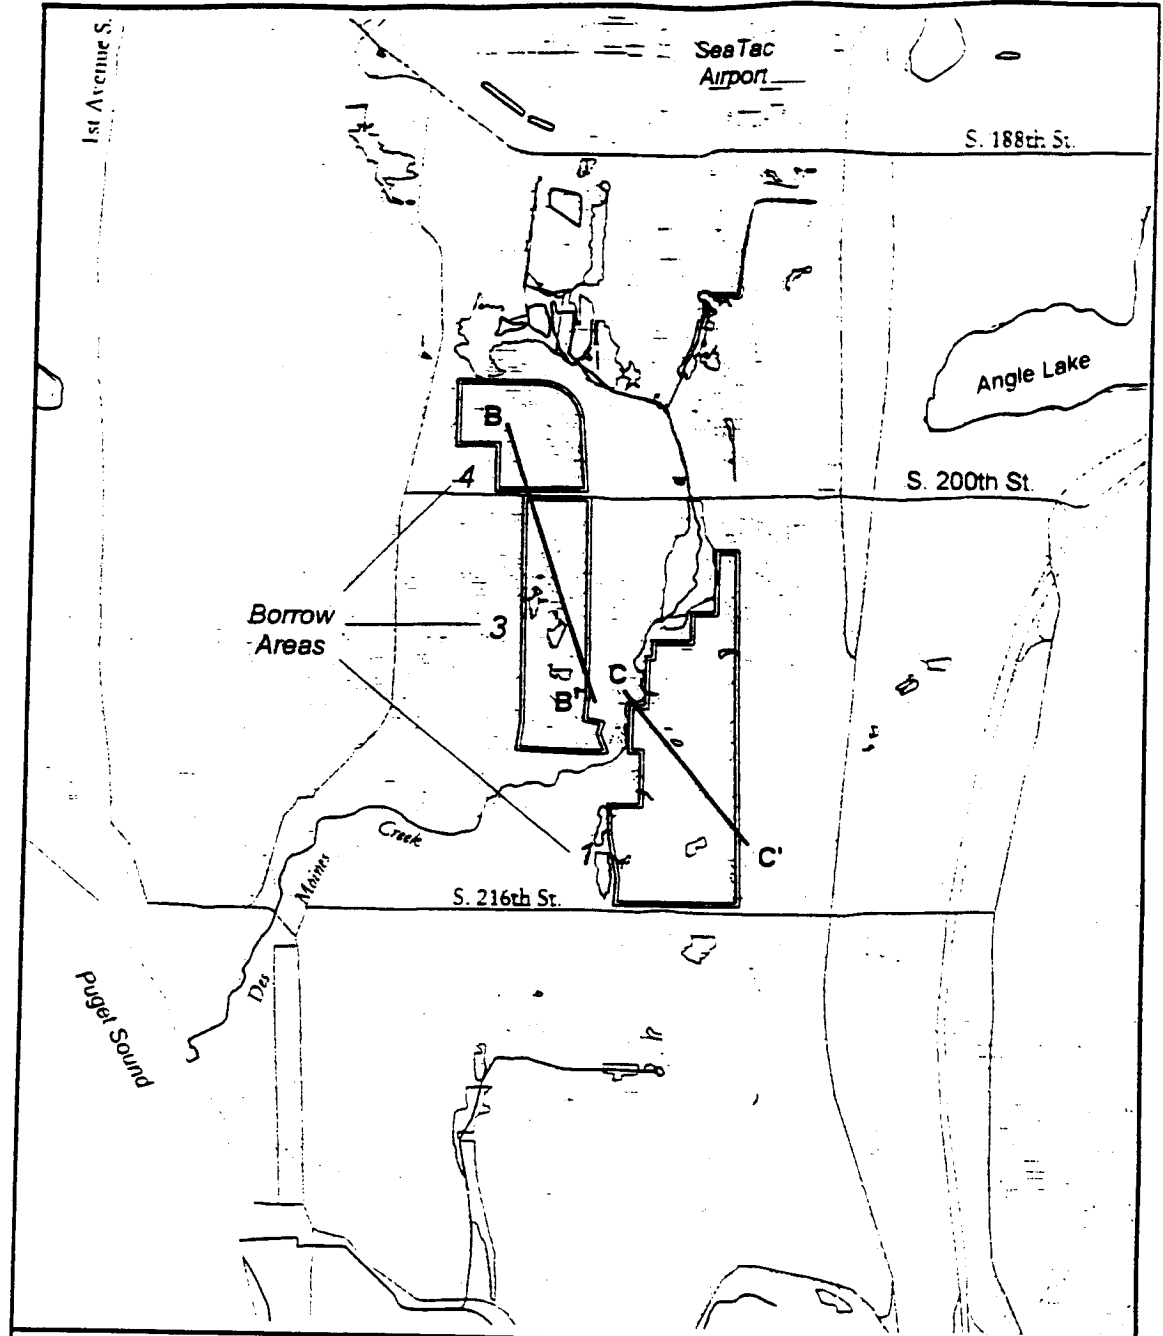 1st Avenue S.
SeaTac
Airport
S. 188th St.
Angle Lake
B
4
S. 200th St.
Borrow
Areas
3
C
B'
Creek
1
C'
Moines
S. 216th St.
Des
Puget Sound